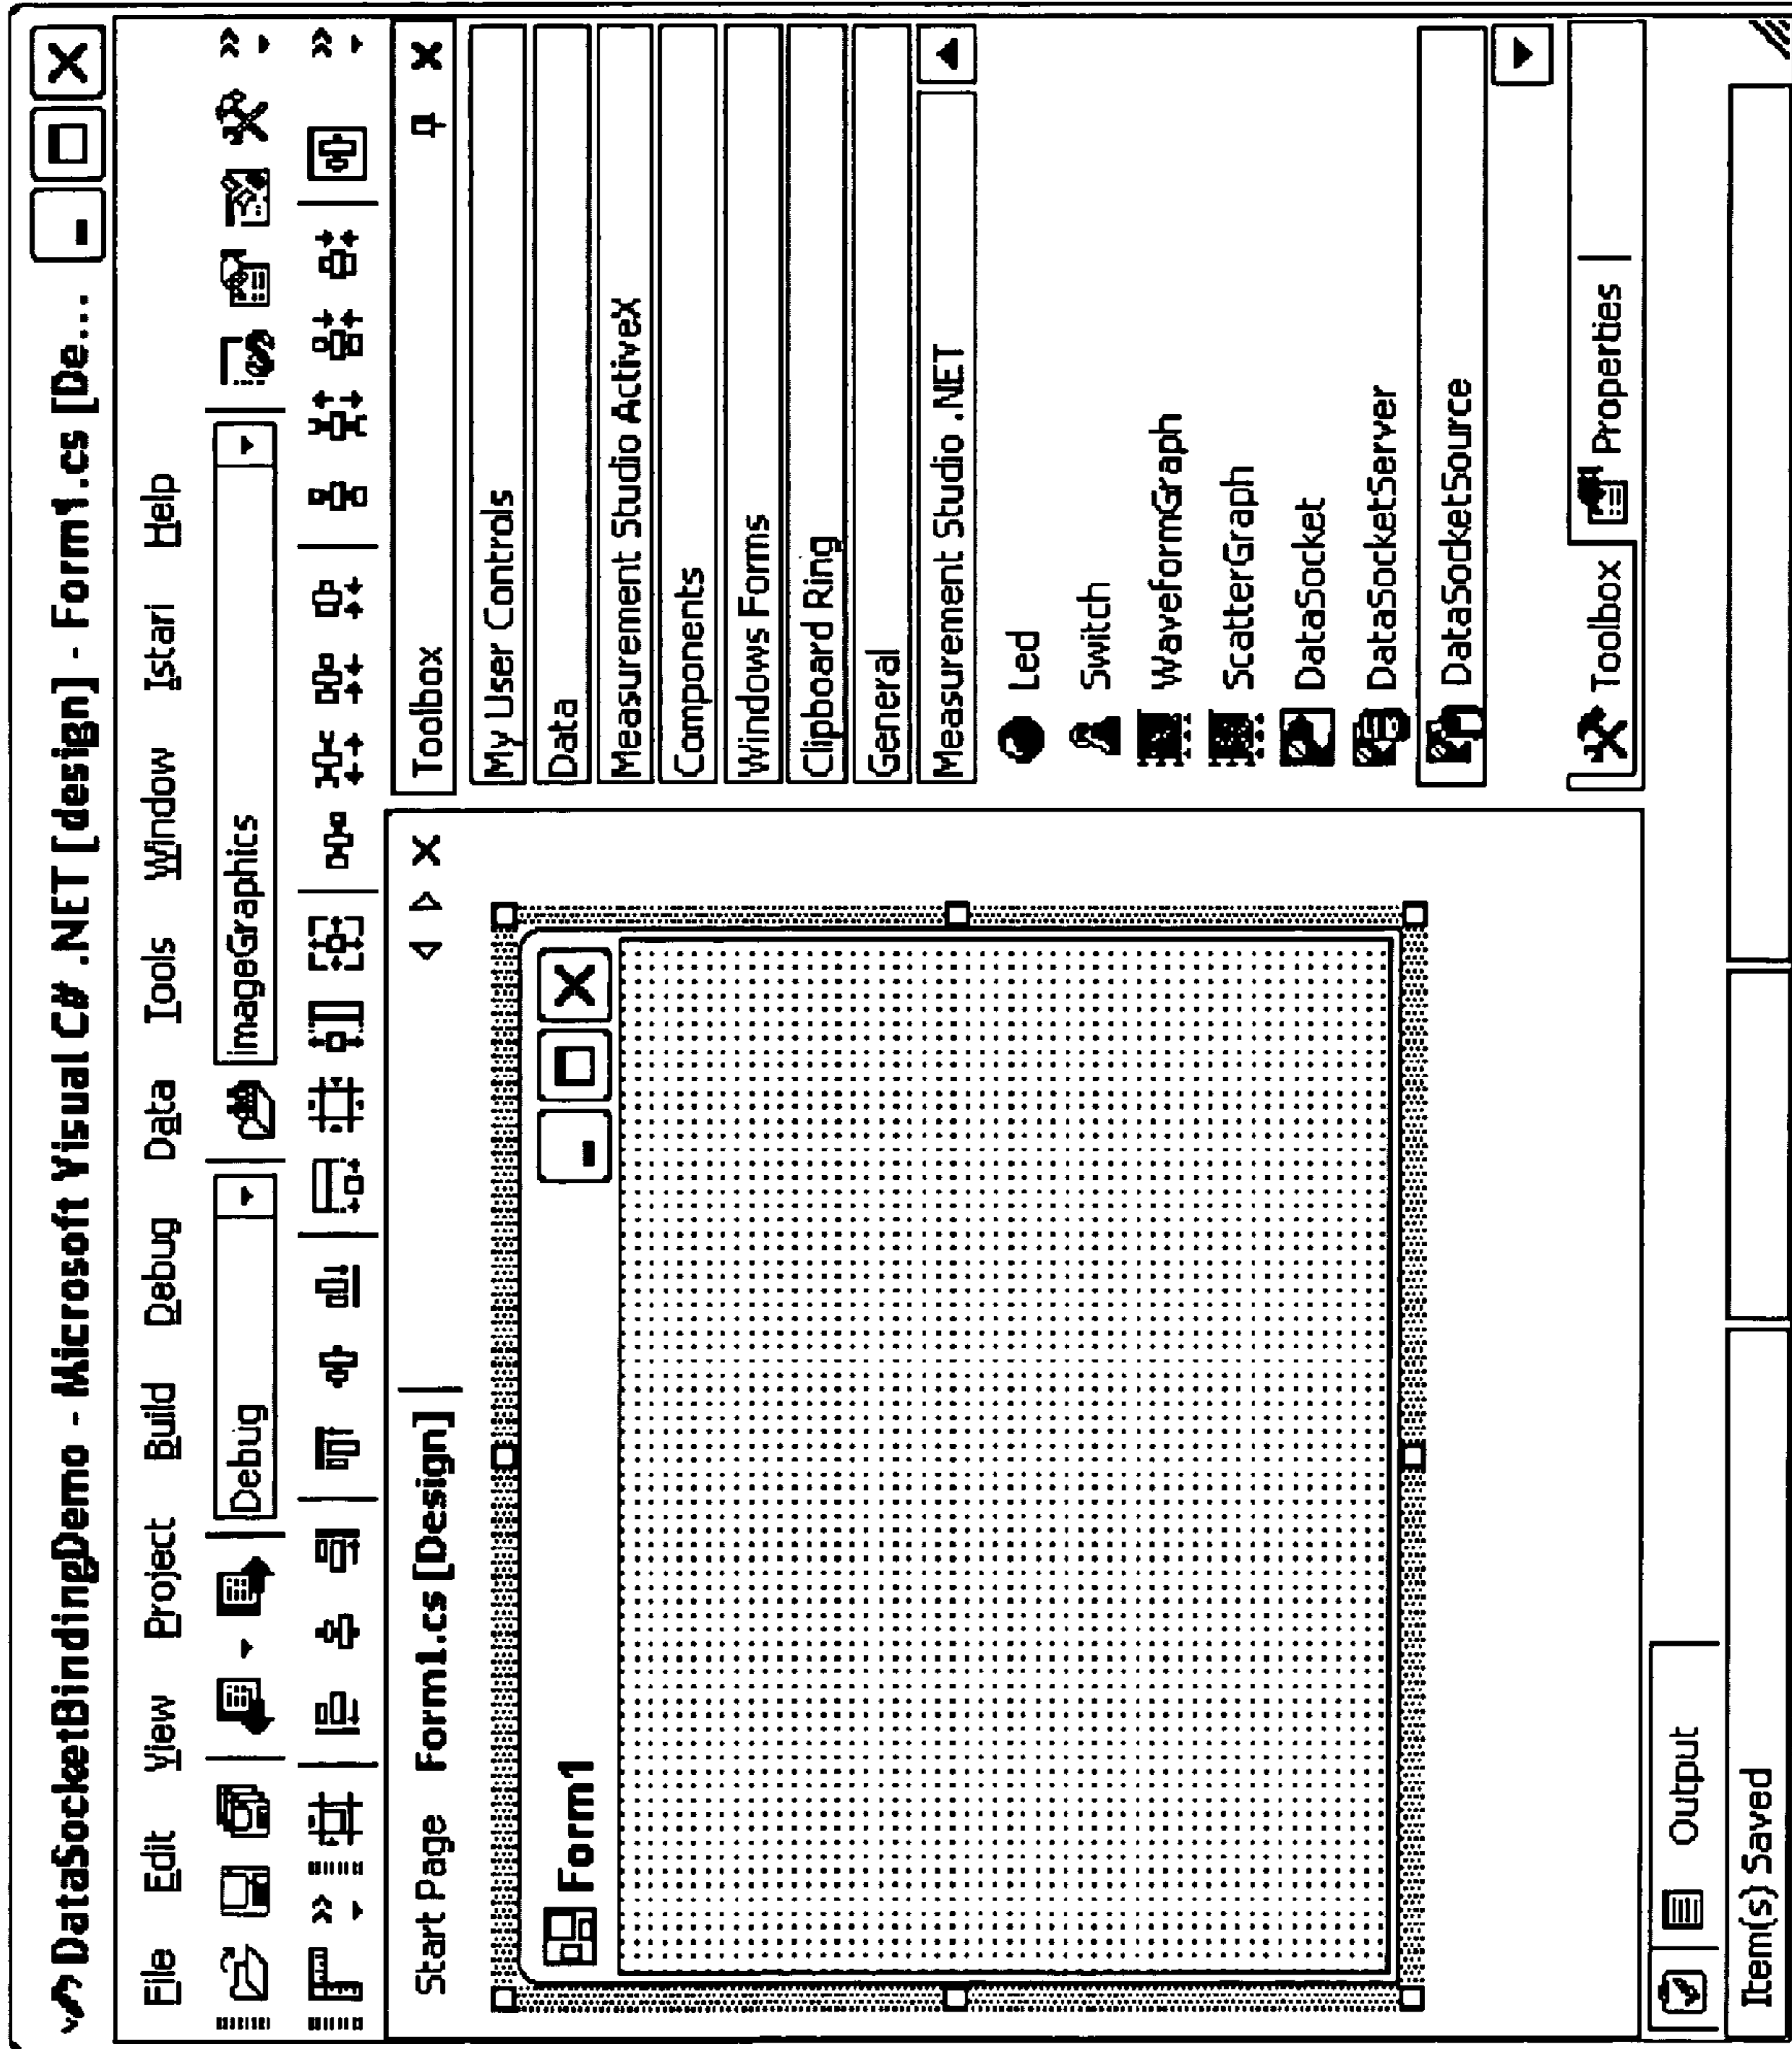 DataSocketBindingDemo - Microsoft Visual C# .NET [design] - Form1.cs [De...
File Edit View Project Build Debug Data Tools Window Istari Help
Debug imageGraphics
Start Page Form1.cs [Design]
Form1
Toolbox
My User Controls
Data
Measurement Studio ActiveX
Components
Windows Forms
Clipboard Ring
General
Measurement Studio .NET
Led
Switch
WaveformGraph
ScatterGraph
DataSocket
DataSocketServer
DataSocketSource
Toolbox Properties
Output
Item(s) Saved